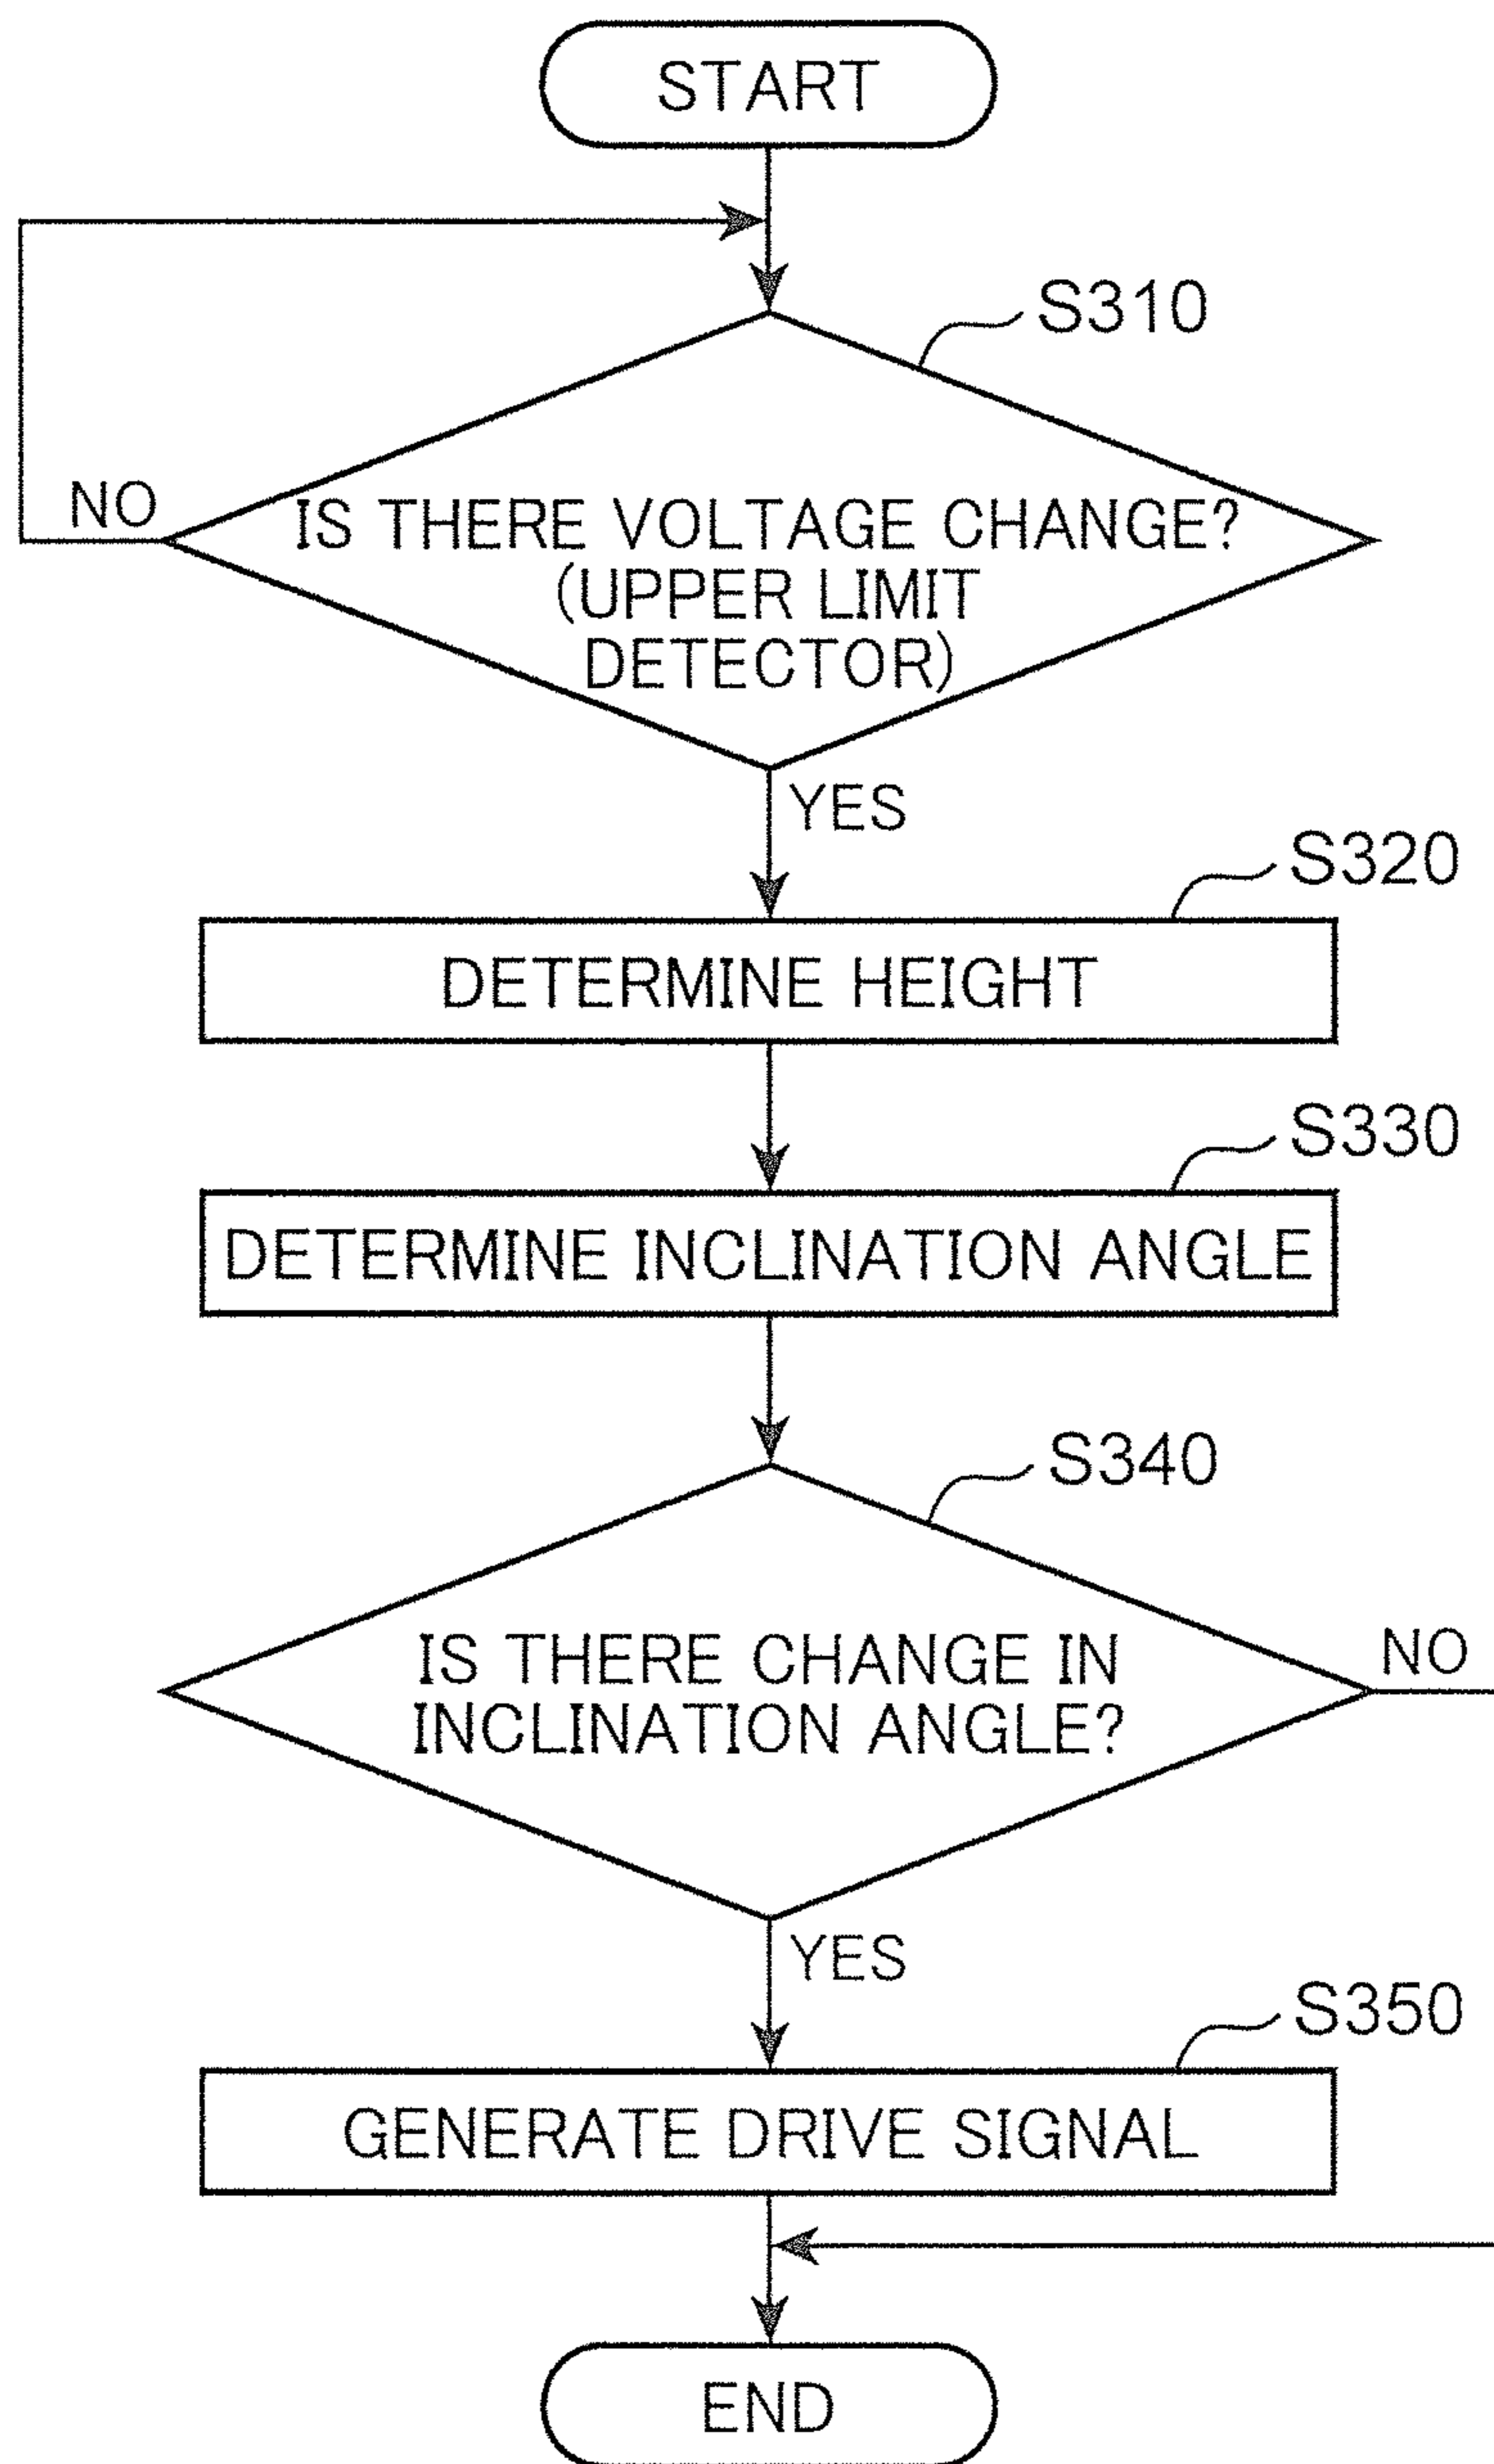 START
S310
NO
IS THERE VOLTAGE CHANGE?
(UPPER LIMIT
DETECTOR)
YES
S320
DETERMINE HEIGHT
S330
DETERMINE INCLINATION ANGLE
S340
IS THERE CHANGE IN
INCLINATION ANGLE?
NO
YES
S350
GENERATE DRIVE SIGNAL
END